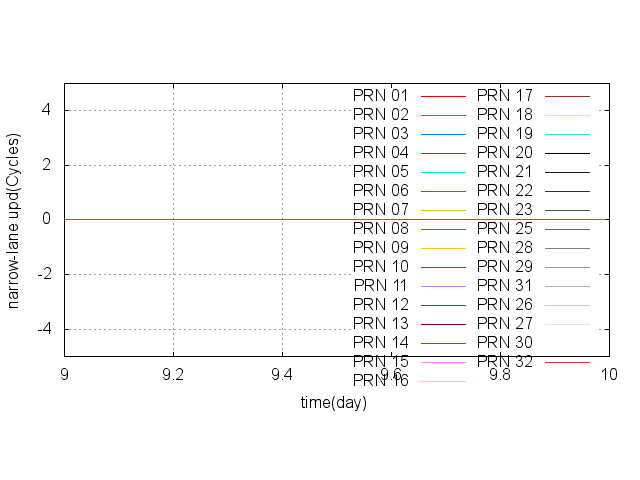 PRN 01 PRN 17
4 PRN 02 PRN 18
PRN 03 PRN 19
PRN 04 PRN 20
2 PRN 05 PRN 21
PRN 06 PRN 22
PRN 07 PRN 23
0 PRN 08 PRN 25
PRN 09 PRN 28
PRN 10 PRN 29
-2 PRN 11 PRN 31
PRN 12 PRN 26
PRN 13 PRN 27
-4 PRN 14 PRN 30
PRN 15 PRN 32
9 9.2 9.4 9.6 9.8 10
PRN 16
narrow-lane upd(Cycles)
time(day)